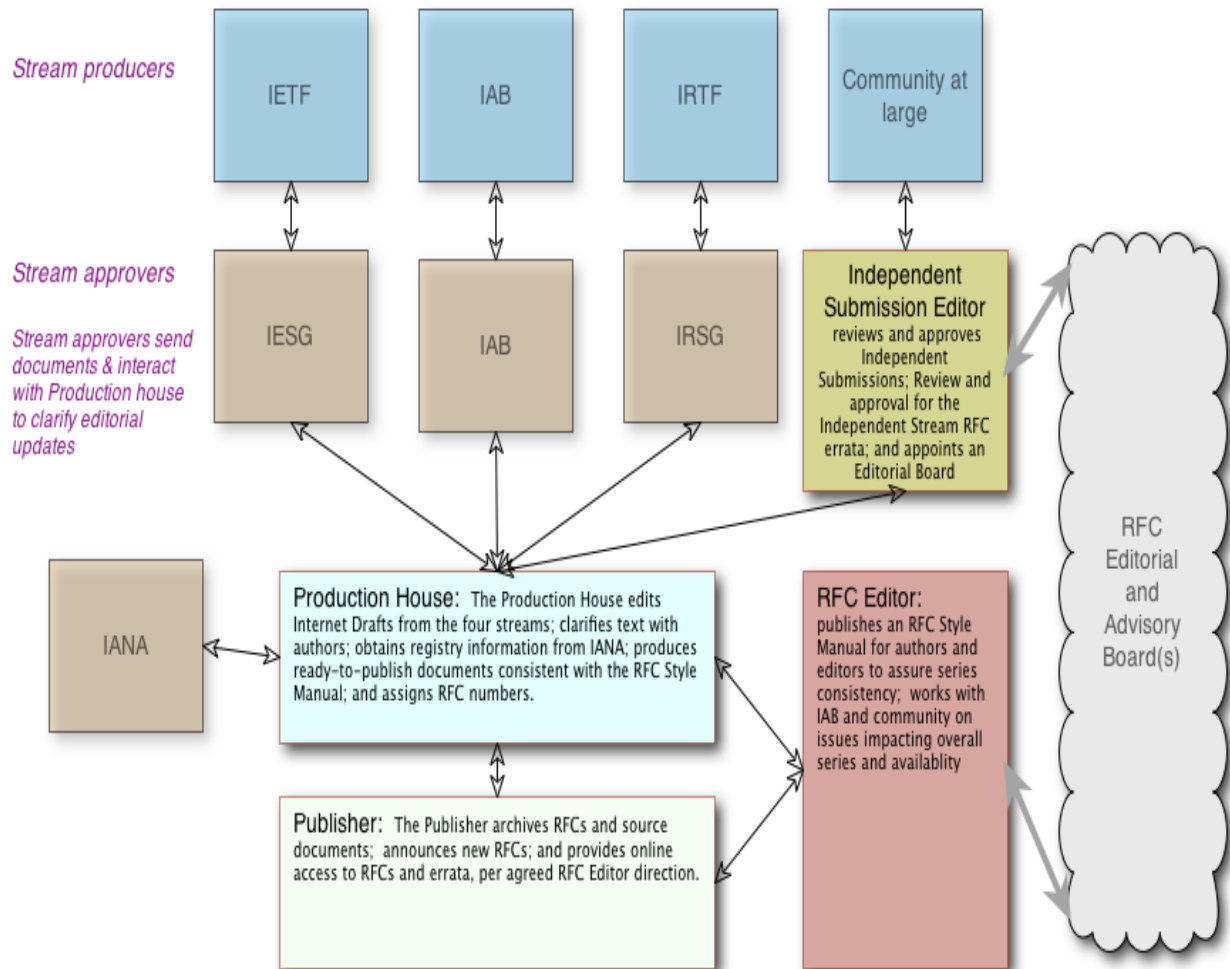 Stream producers
IETF
IAB
IRTF
Community at
large
Stream approvers
Stream approvers send
documents & interact
with Production house
to clarify editorial
updates
IESG
IAB
IRSG
Independent
Submission Editor
reviews and approves
Independent
Submissions; Review and
approval for the
Independent Stream RFC
errata; and appoints an
Editorial Board
RFC
Editorial
and
Advisory
Board(s)
IANA
Production House: The Production House edits
Internet Drafts from the four streams; clarifies text with
authors; obtains registry information from IANA; produces
ready-to-publish documents consistent with the RFC Style
Manual; and assigns RFC numbers.
RFC Editor:
publishes an RFC Style
Manual for authors and
editors to assure series
consistency; works with
IAB and community on
issues impacting overall
series and availablity
Publisher: The Publisher archives RFCs and source
documents; announces new RFCs; and provides online
access to RFCs and errata, per agreed RFC Editor direction.